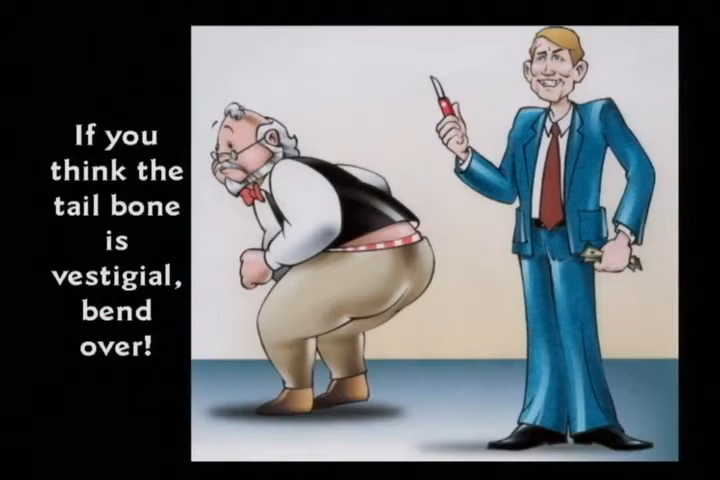 If you
think the
tail bone
is
vestigial,
bend
over!